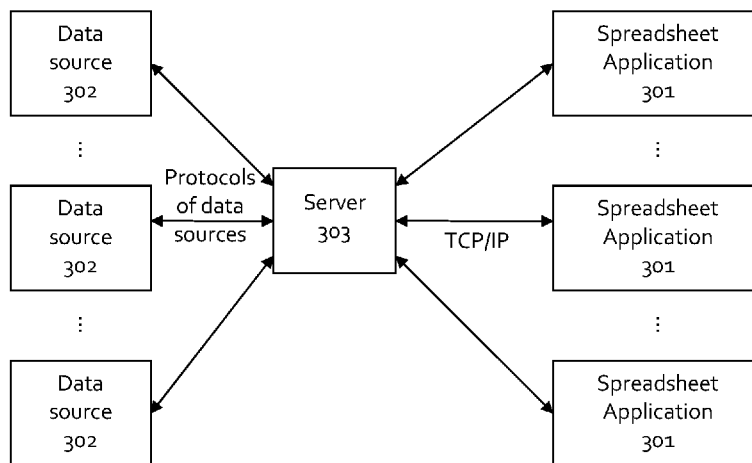 Data
source
302
Spreadsheet
Application
301
⋮
⋮
Data
source
302
Protocols
of data
sources
Server
303
TCP/IP
Spreadsheet
Application
301
⋮
⋮
Data
source
302
Spreadsheet
Application
301